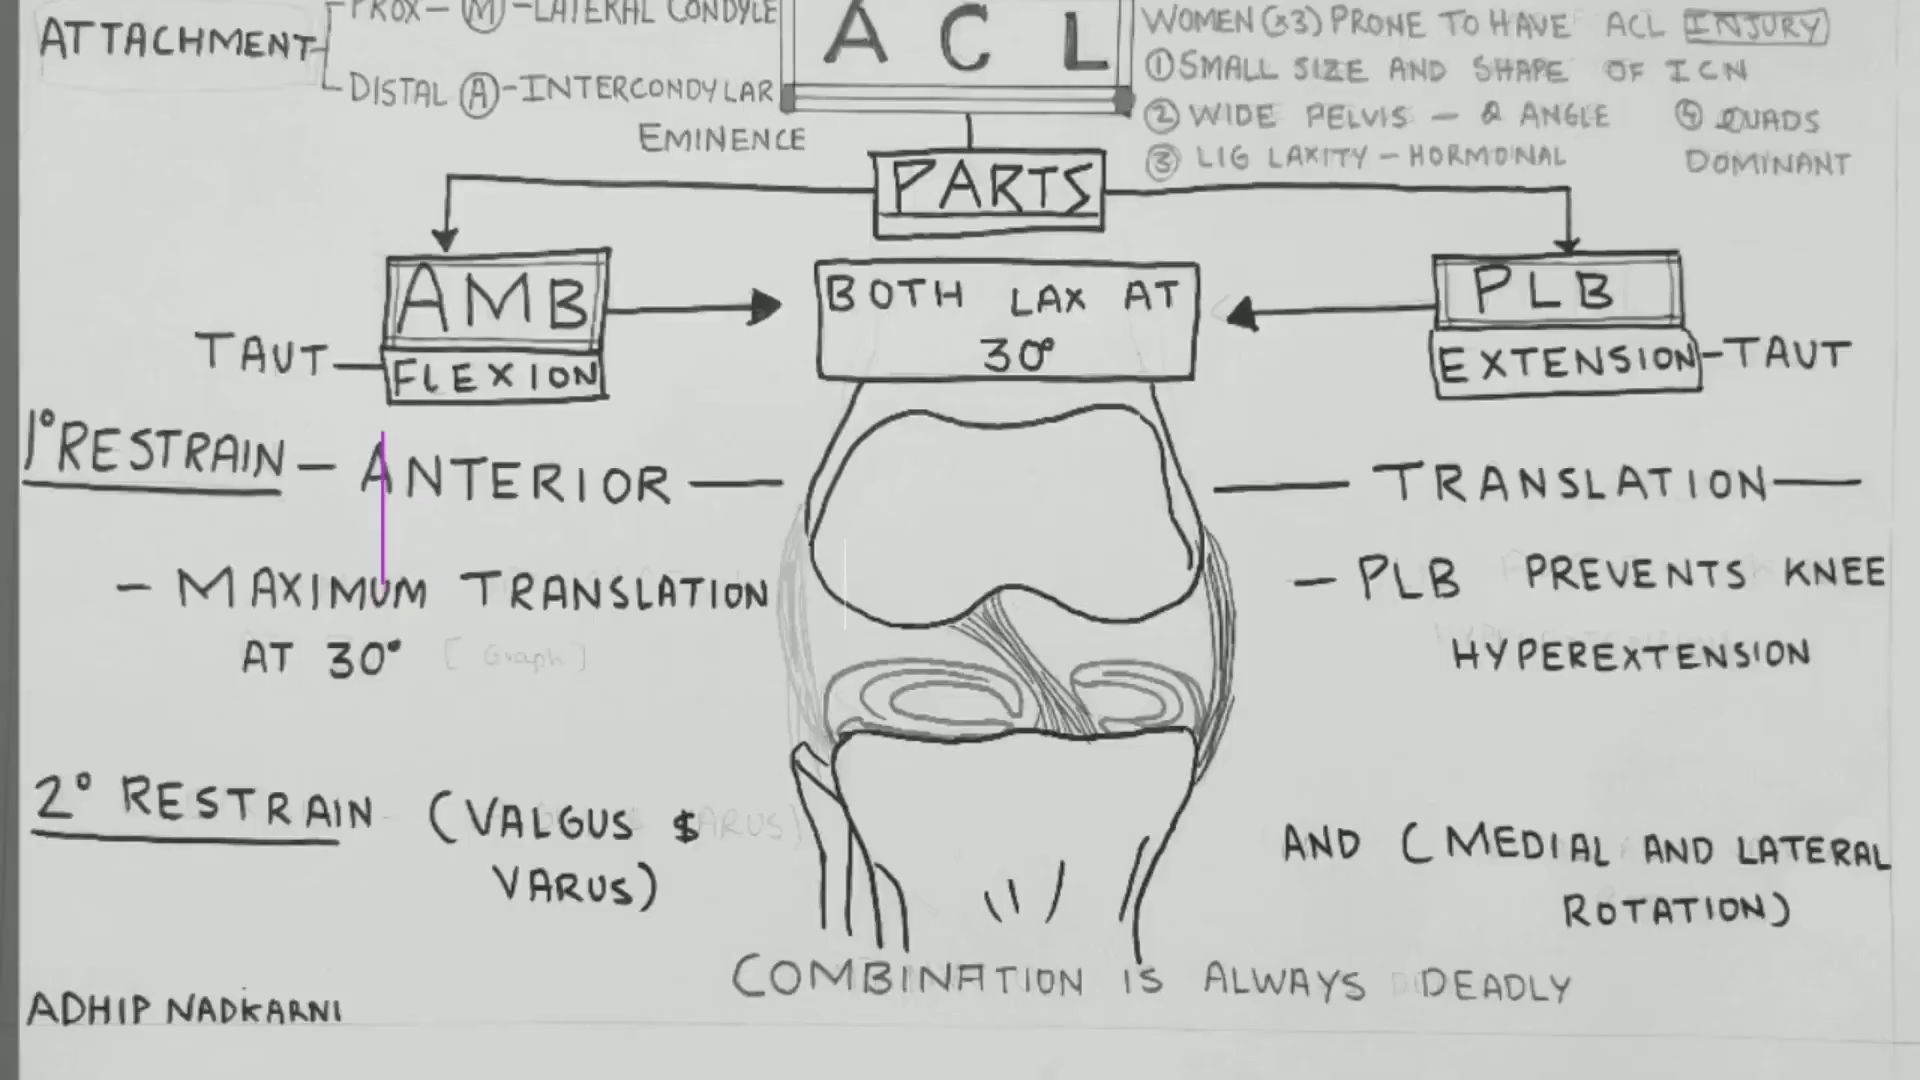 PROX- (M) -LATERAL CONDYLE
ATTACHMENT
DISTAL (A)-INTERCONDYLAR
EMINENCE
A C L
WOMEN (x3) PRONE TO HAVE ACL INJURY
① SMALL SIZE AND SHAPE OF ICN
② WIDE PELVIS - Q ANGLE ④ QUADS
③ LIG LAXITY - HORMONAL DOMINANT
PARTS
AMB
BOTH LAX AT
30°
PLB
TAUT - FLEXION
EXTENSION - TAUT
1° RESTRAIN - ANTERIOR — — TRANSLATION —
- MAXIMUM TRANSLATION
AT 30° [Graph]
- PLB PREVENTS KNEE
HYPEREXTENSION
2° RESTRAIN (VALGUS $
VARUS)
AND (MEDIAL AND LATERAL
ROTATION)
COMBINATION IS ALWAYS DEADLY
ADHIP NADKARNI